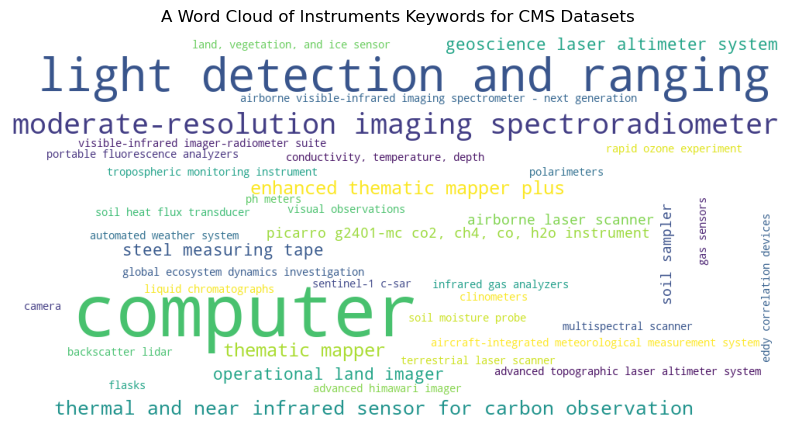 A Word Cloud of Instruments Keywords for CMS Datasets
land, vegetation, and ice sensor
geoscience laser altimeter system
light detection and ranging
airborne visible-infrared imaging spectrometer - next generation
moderate-resolution imaging spectroradiometer
visible-infrared imager-radiometer suite
rapid ozone experiment
portable fluorescence analyzers
conductivity, temperature, depth
tropospheric monitoring instrument
polarimeters
enhanced thematic mapper plus
ph meters
soil heat flux transducer
visual observations
airborne laser scanner
automated weather system
picarro g2401-mc co2, ch4, co, h2o instrument
steel measuring tape
soil sampler
gas sensors
eddy correlation devices
global ecosystem dynamics investigation
sentinel-1 c-sar
infrared gas analyzers
liquid chromatographs
clinometers
camera
computer
soil moisture probe
multispectral scanner
aircraft-integrated meteorological measurement system
backscatter lidar
thematic mapper
terrestrial laser scanner
operational land imager
advanced topographic laser altimeter system
flasks
advanced himawari imager
thermal and near infrared sensor for carbon observation